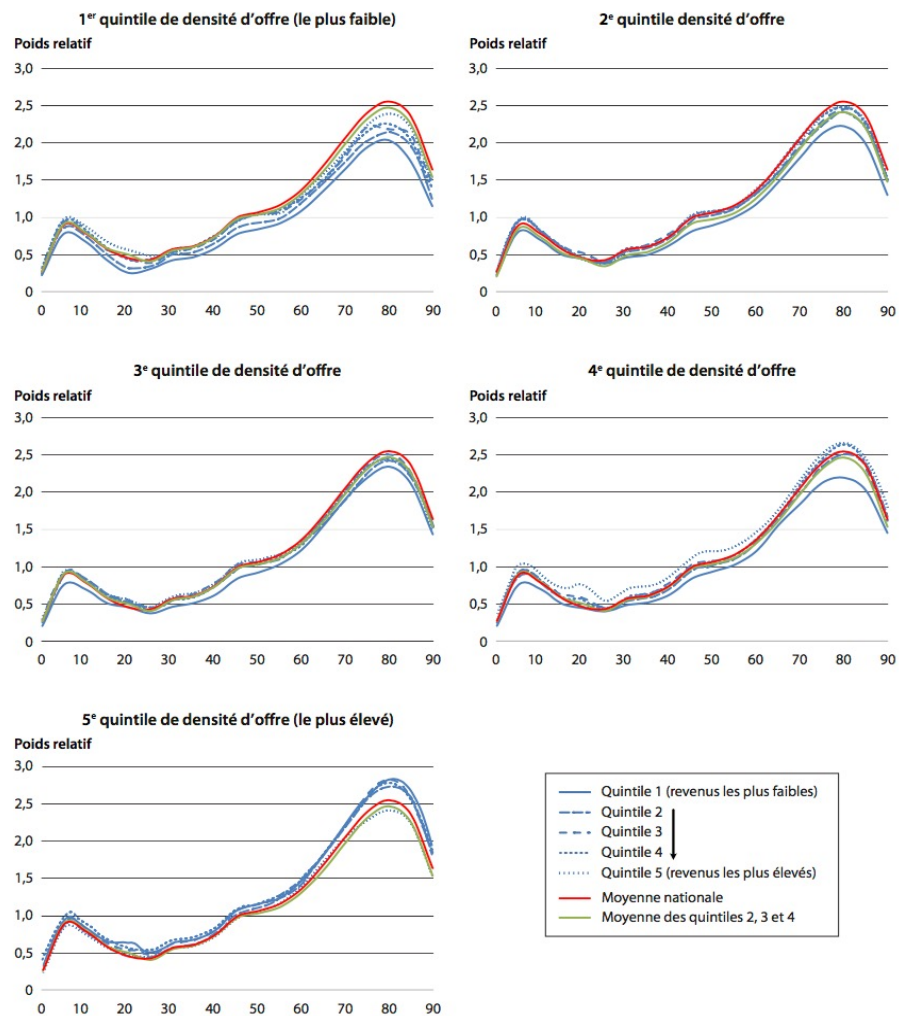 1er quintile de densité d'offre (le plus faible)
Poids relatif
3,0
2,5
2,0
1,5
1,0
0,5
0
0 10 20 30 40 50 60 70 80 90
2e quintile densité d'offre
Poids relatif
3,0
2,5
2,0
1,5
1,0
0,5
0
0 10 20 30 40 50 60 70 80 90
3e quintile de densité d'offre
Poids relatif
3,0
2,5
2,0
1,5
1,0
0,5
0
0 10 20 30 40 50 60 70 80 90
4e quintile de densité d'offre
Poids relatif
3,0
2,5
2,0
1,5
1,0
0,5
0
0 10 20 30 40 50 60 70 80 90
5e quintile de densité d'offre (le plus élevé)
Poids relatif
3,0
2,5
2,0
1,5
1,0
0,5
0
0 10 20 30 40 50 60 70 80 90
Quintile 1 (revenus les plus faibles)
Quintile 2
Quintile 3
Quintile 4
Quintile 5 (revenus les plus élevés)
Moyenne nationale
Moyenne des quintiles 2, 3 et 4